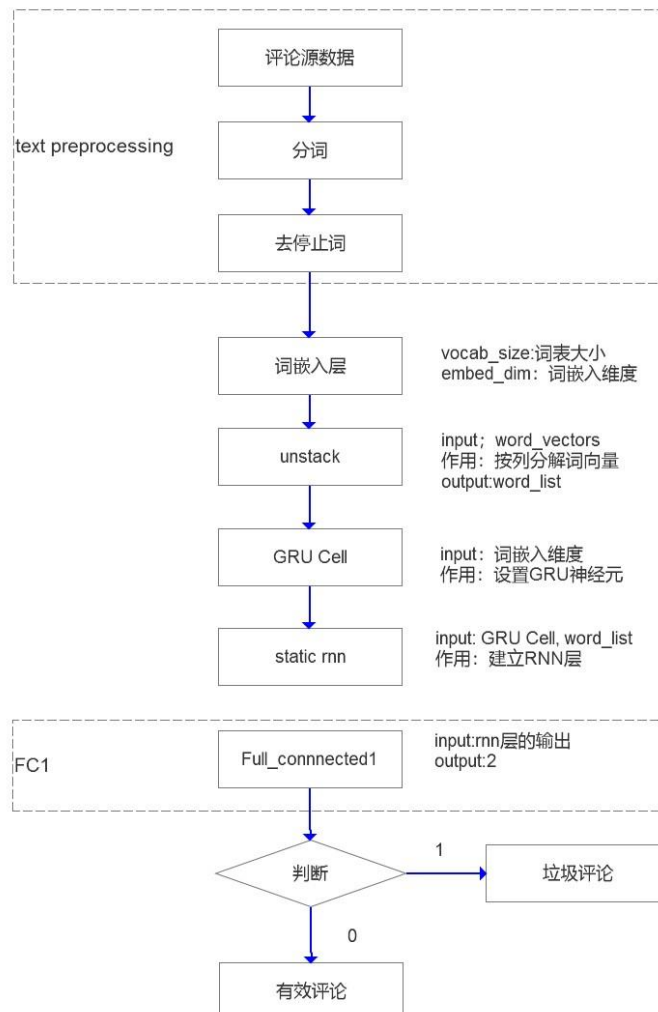 评论源数据
text preprocessing
分词
去停止词
词嵌入层
vocab_size:词表大小
embed_dim：词嵌入维度
unstack
input；word_vectors
作用：按列分解词向量
output:word_list
GRU Cell
input：词嵌入维度
作用：设置GRU神经元
static rnn
input: GRU Cell, word_list
作用：建立RNN层
FC1
Full_connnected1
input:rnn层的输出
output:2
判断
1
垃圾评论
0
有效评论